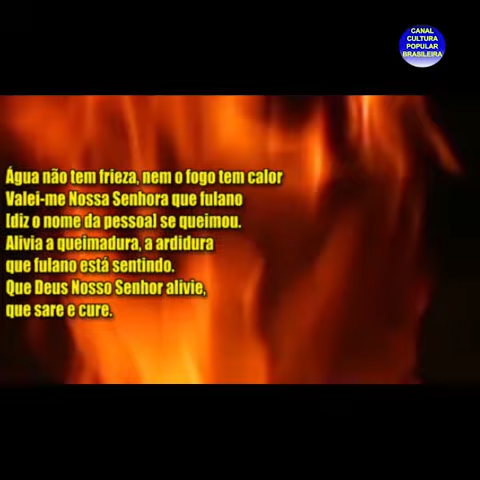 CANAL
CULTURA
POPULAR
BRASILEIRA
Água não tem frieza, nem o fogo tem calor
Valei-me Nossa Senhora que fulano
[diz o nome da pessoa] se queimou.
Alivia a queimadura, a ardidura
que fulano está sentindo.
Que Deus Nosso Senhor alivie,
que sare e cure.